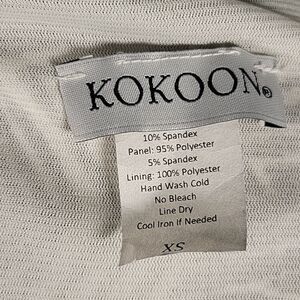 KOKOON®
10% Spandex
Panel: 95% Polyester
5% Spandex
Lining: 100% Polyester
Hand Wash Cold
No Bleach
Line Dry
Cool Iron if Needed
XS